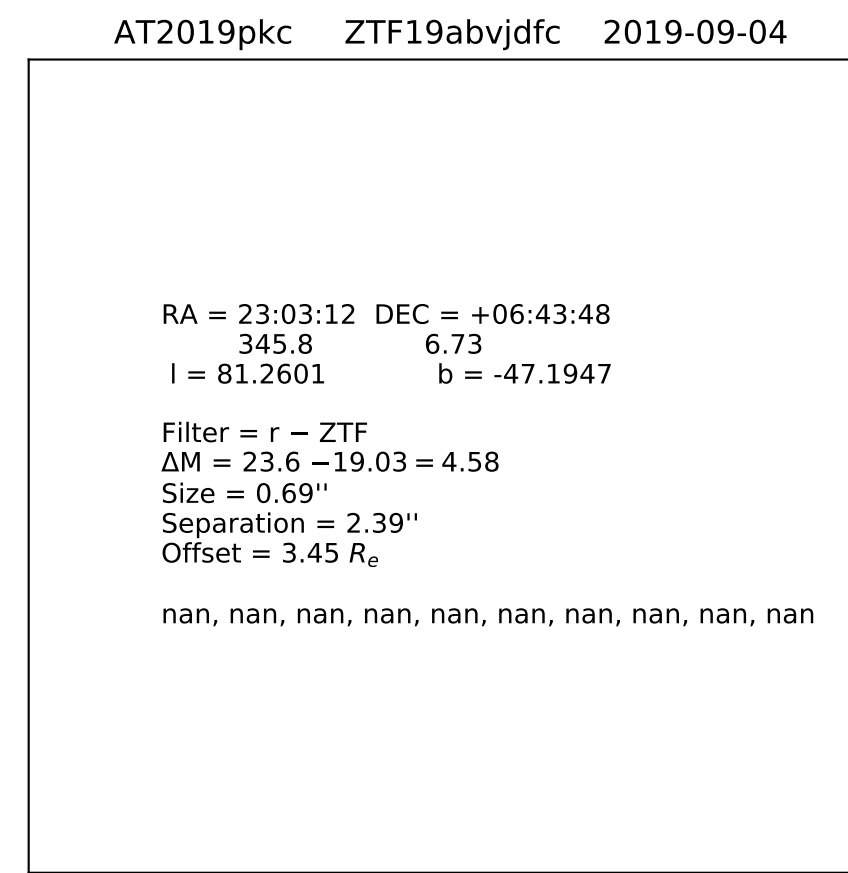 AT2019pkc ZTF19abvjdfc 2019-09-04
RA = 23:03:12 DEC = +06:43:48
345.8 6.73
l = 81.2601 b = -47.1947
Filter = r − ZTF
ΔM = 23.6 −19.03 = 4.58
Size = 0.69''
Separation = 2.39''
Offset = 3.45 Re
nan, nan, nan, nan, nan, nan, nan, nan, nan, nan